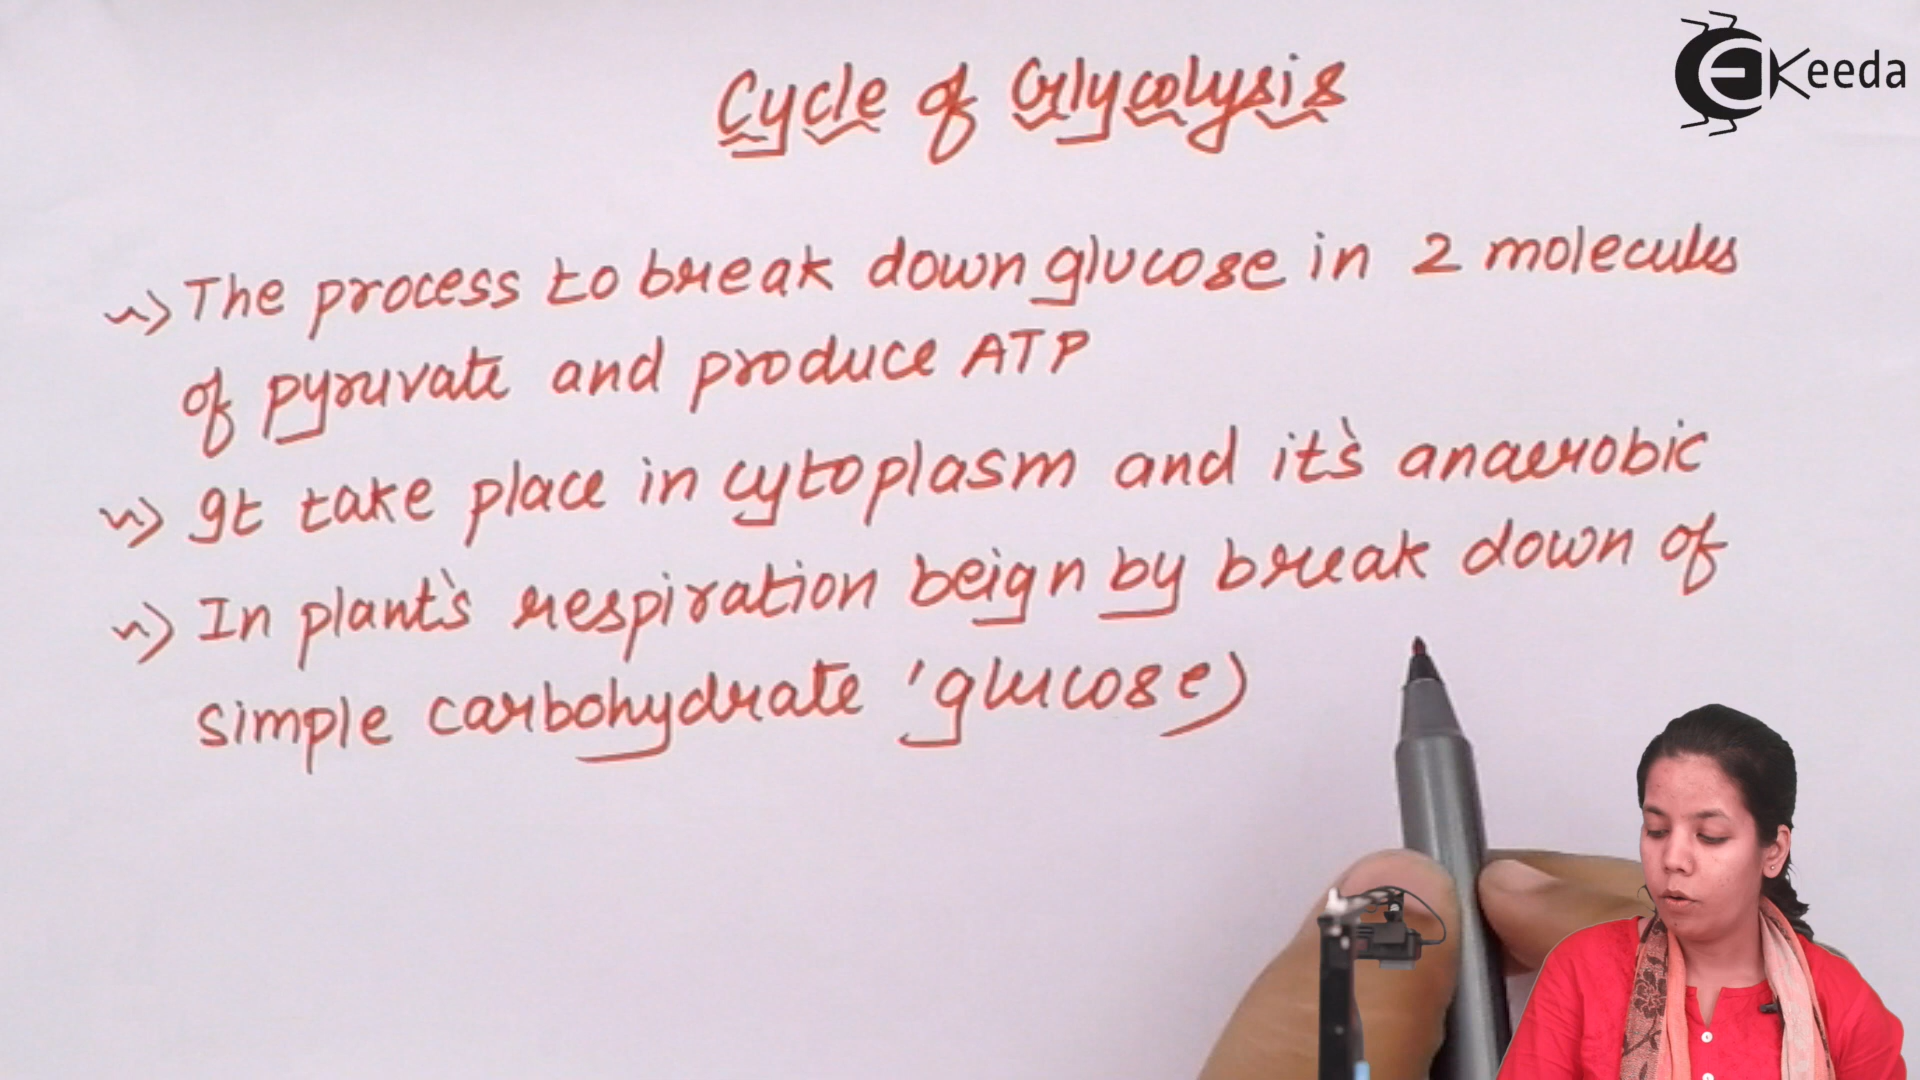 Cycle of Glycolysis
EKeeda
The process to break down glucose in 2 molecules
of pyruvate and produce ATP
It take place in cytoplasm and it's anaerobic
In plant's respiration beign by break down of
simple carbohydrate 'glucose)